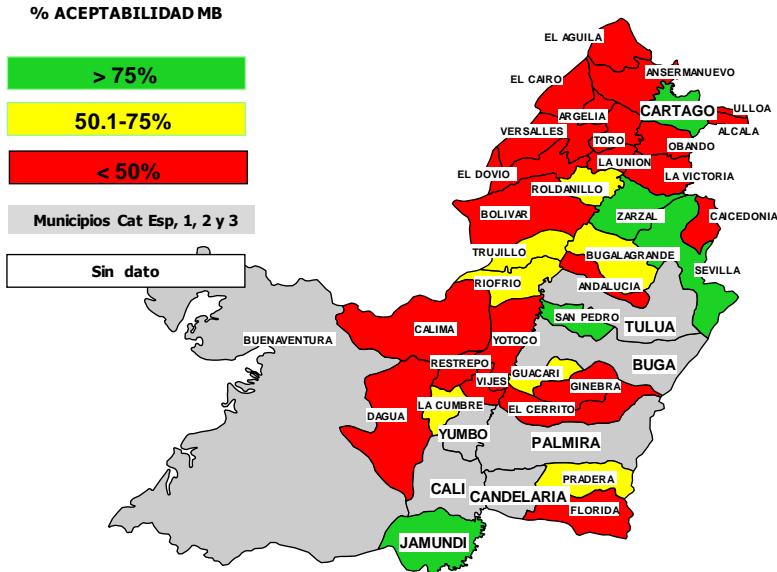 % ACEPTABILIDAD MB
> 75%
50.1-75%
< 50%
Municipios Cat Esp, 1, 2 y 3
Sin dato
EL AGUILA
EL CAIRO
ANSERMANUEVO
CARTAGO
ULLOA
ARGELIA
ALCALA
VERSALLES
TORO
OBANDO
LA UNION
EL DOVIO
LA VICTORIA
ROLDANILLO
BOLIVAR
ZARZAL
CAICEDONIA
TRUJILLO
BUGALAGRANDE
SEVILLA
RIOFRIO
ANDALUCIA
SAN PEDRO
TULUA
BUENAVENTURA
CALIMA
YOTOCO
RESTREPO
BUGA
GUACARI
VIJES
GINEBRA
LA CUMBRE
EL CERRITO
DAGUA
YUMBO
PALMIRA
PRADERA
CALI
CANDELARIA
FLORIDA
JAMUNDI